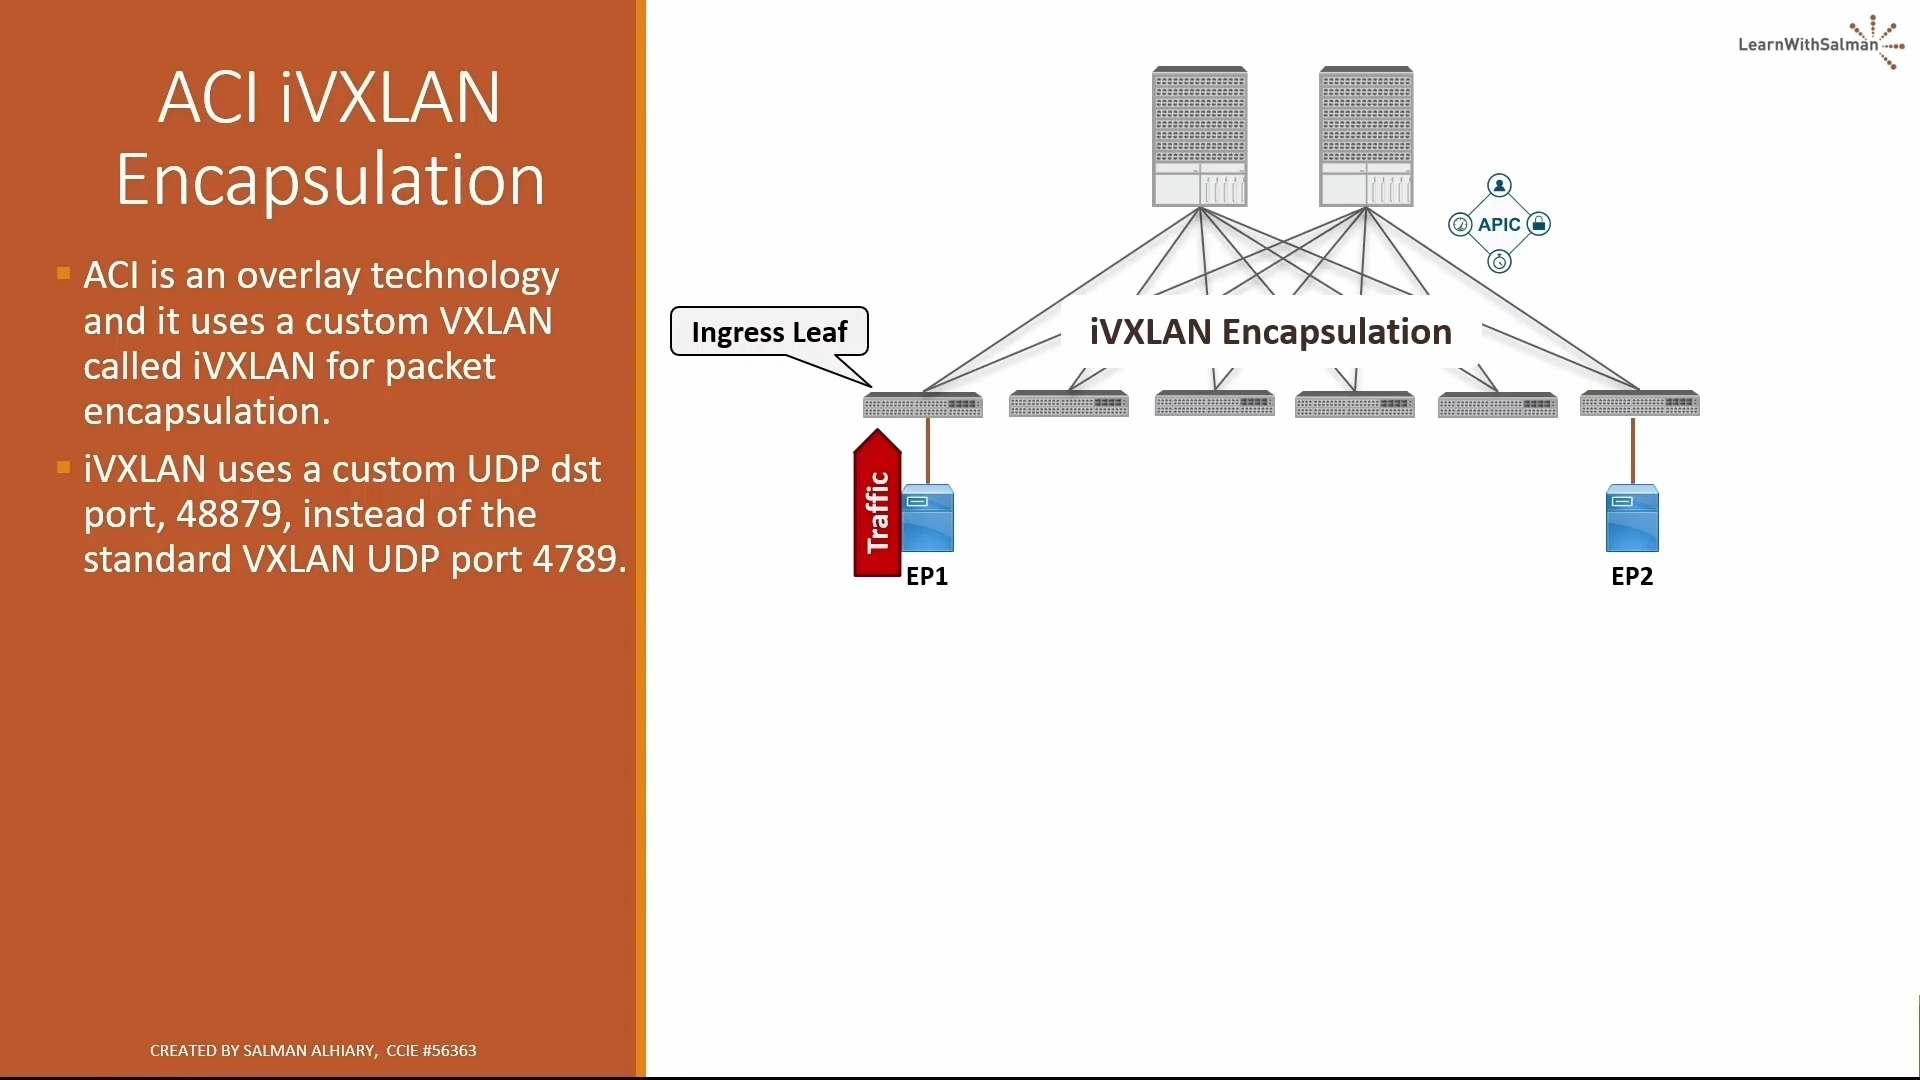 ACI iVXLAN
Encapsulation
ACI is an overlay technology
and it uses a custom VXLAN
called iVXLAN for packet
encapsulation.
iVXLAN uses a custom UDP dst
port, 48879, instead of the
standard VXLAN UDP port 4789.
CREATED BY SALMAN ALHIARY, CCIE #56363
LearnWithSalman
APIC
Ingress Leaf
iVXLAN Encapsulation
Traffic
EP1
EP2